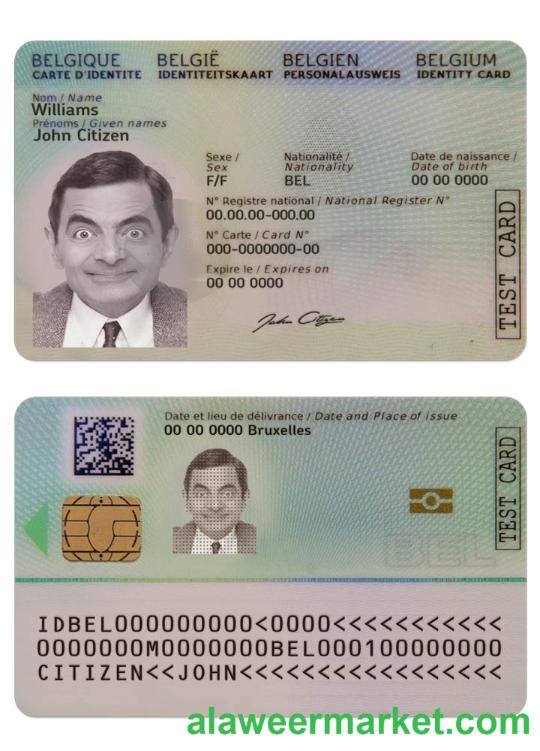 BELGIQUE BELGIË BELGIEN BELGIUM
CARTE D'IDENTITE IDENTITEITSKAART PERSONALAUSWEIS IDENTITY CARD
Nom / Name
Williams
Prénoms / Given names
John Citizen
Sexe / Nationalité / Date de naissance /
Sex Nationality Date of birth
F/F BEL 00 00 0000
N° Registre national / National Register N°
00.00.00-000.00
N° Carte / Card N°
000-0000000-00
Expire le / Expires on
00 00 0000
John Citizen
TEST CARD
Date et lieu de délivrance / Date and Place of issue
00 00 0000 Bruxelles
TEST CARD
BEL
IDBEL000000000<0000<<<<<<<<<<<
0000000M0000000BEL000100000000
CITIZEN<<JOHN<<<<<<<<<<<<<<<<<
alaweermarket.com